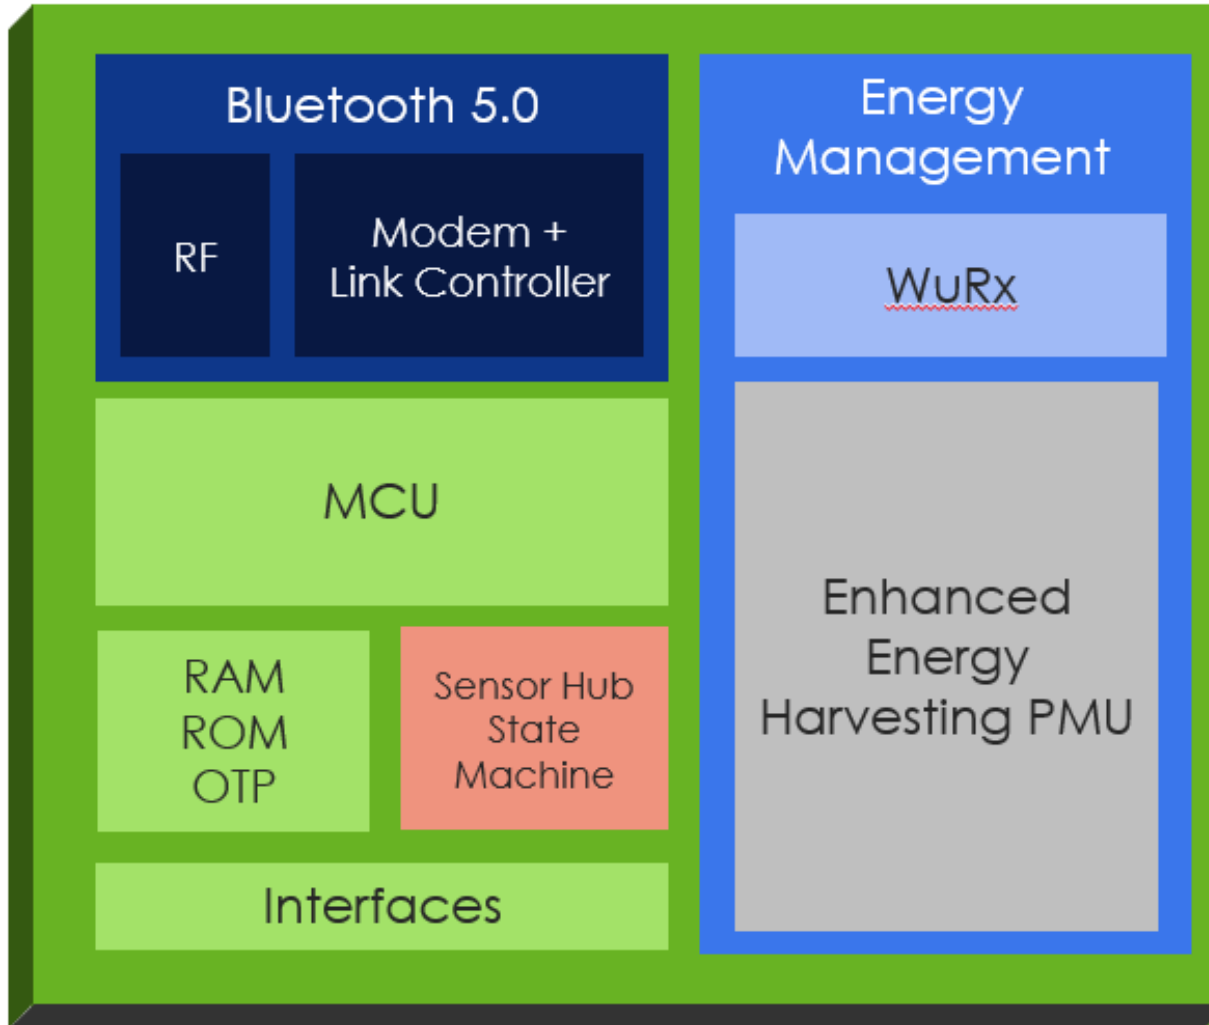 Bluetooth 5.0
RF
Modem +
Link Controller
MCU
RAM
ROM
OTP
Sensor Hub
State
Machine
Interfaces
Energy
Management
WuRx
Enhanced
Energy
Harvesting PMU